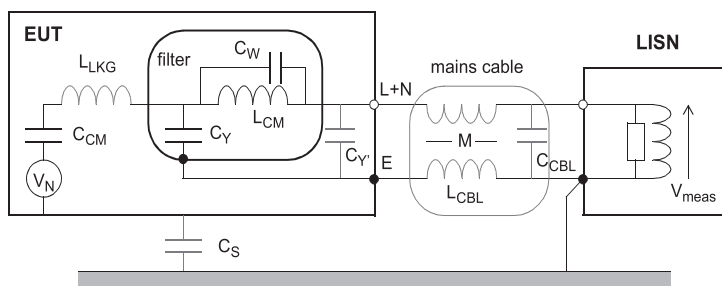 EUT
LISN
L_LKG
filter
C_W
mains cable
L+N
L_CM
C_CM
C_Y
C_Y'
E
M
C_CBL
V_N
L_CBL
V_meas
C_S